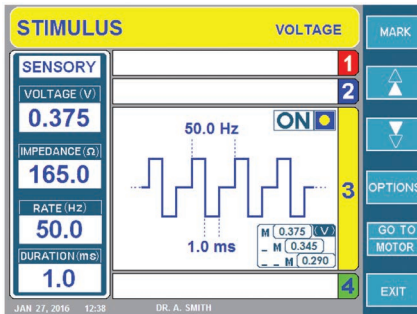 STIMULUS VOLTAGE
SENSORY
VOLTAGE (V)
0.375
IMPEDANCE (Ω)
165.0
RATE (HZ)
50.0
DURATION (ms)
1.0
1
2
ON
50.0 Hz
1.0 ms
M 0.375 (V)
_ M 0.345
_ _ M 0.290
3
4
MARK
OPTIONS
GO TO
MOTOR
EXIT
JAN 27, 2016 12:38 DR. A. SMITH